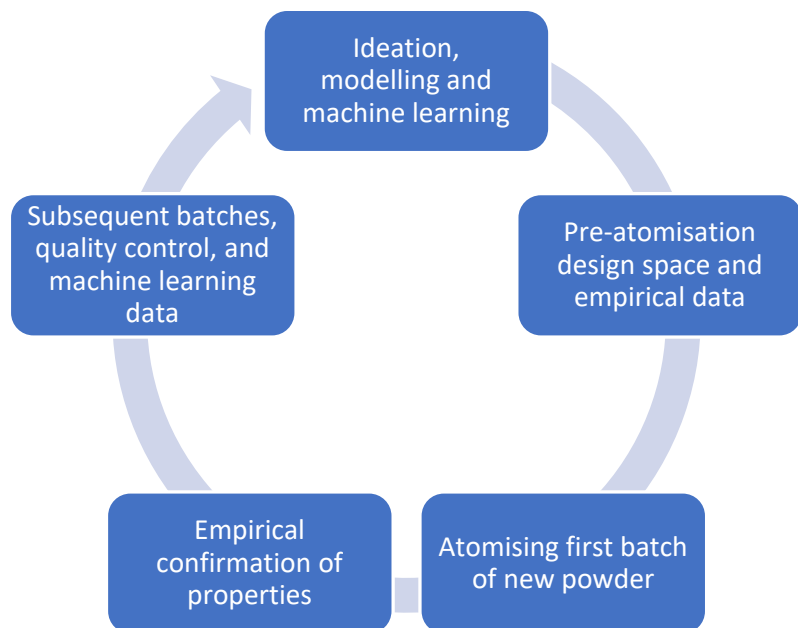 Ideation,
modelling and
machine learning
Pre-atomisation
design space and
empirical data
Atomising first batch
of new powder
Empirical
confirmation of
properties
Subsequent batches,
quality control, and
machine learning
data